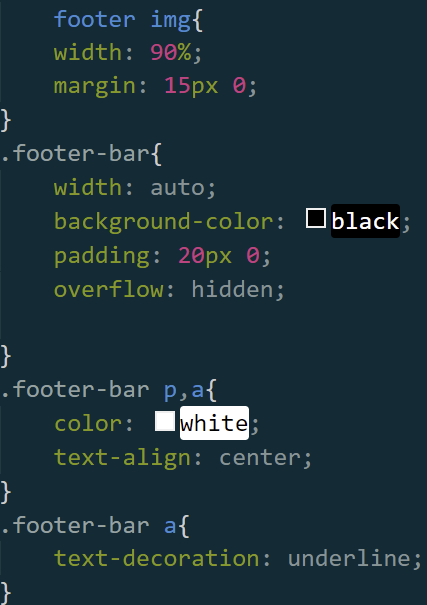 footer img{
width: 90%;
margin: 15px 0;
}
.footer-bar{
width: auto;
background-color: black;
padding: 20px 0;
overflow: hidden;
}
.footer-bar p,a{
color: white;
text-align: center;
}
.footer-bar a{
text-decoration: underline;
}